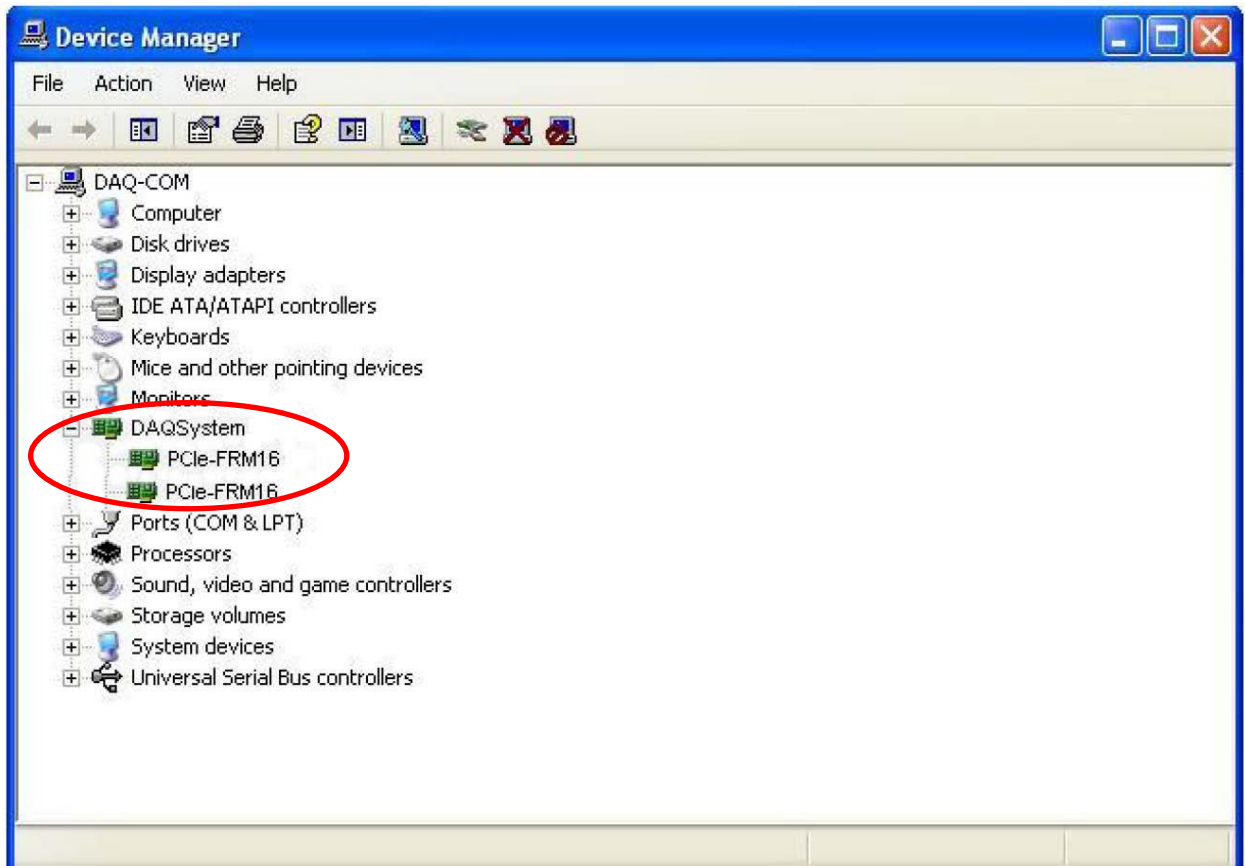 Device Manager
File Action View Help
DAQ-COM
Computer
Disk drives
Display adapters
IDE ATA/ATAPI controllers
Keyboards
Mice and other pointing devices
Monitors
DAQSystem
PCIe-FRM16
PCIe-FRM16
Ports (COM & LPT)
Processors
Sound, video and game controllers
Storage volumes
System devices
Universal Serial Bus controllers